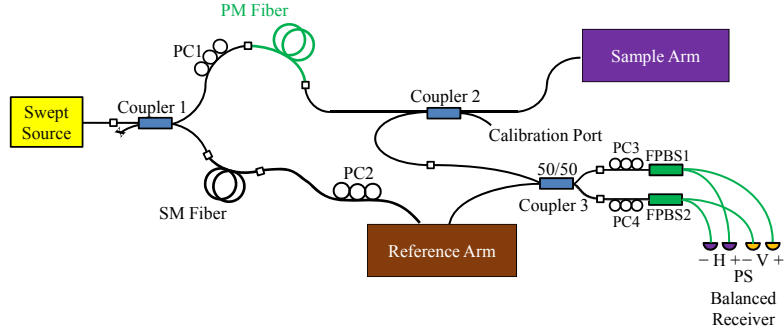 PM Fiber
PC1
Sample Arm
Swept
Source
Coupler 1
Coupler 2
Calibration Port
SM Fiber
PC2
50/50
Coupler 3
PC3
FPBS1
PC4
FPBS2
Reference Arm
− H + − V +
PS
Balanced
Receiver